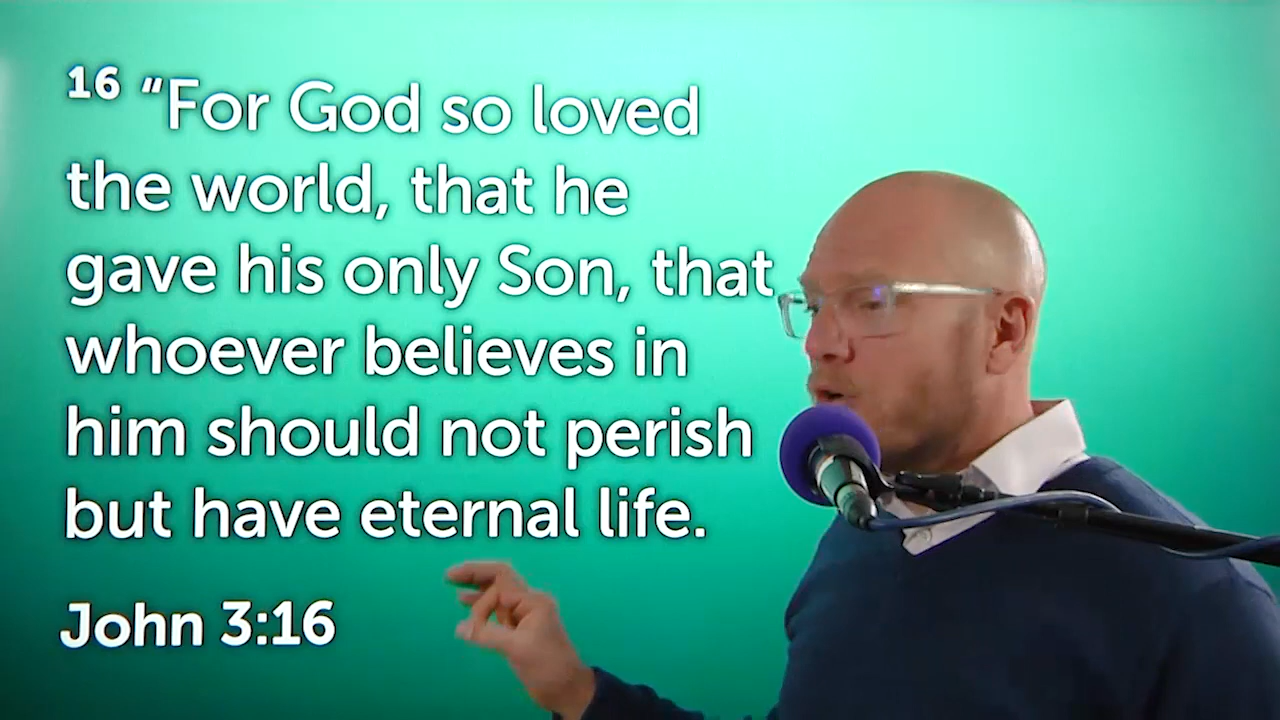 16 “For God so loved
the world, that he
gave his only Son, that
whoever believes in
him should not perish
but have eternal life.
John 3:16